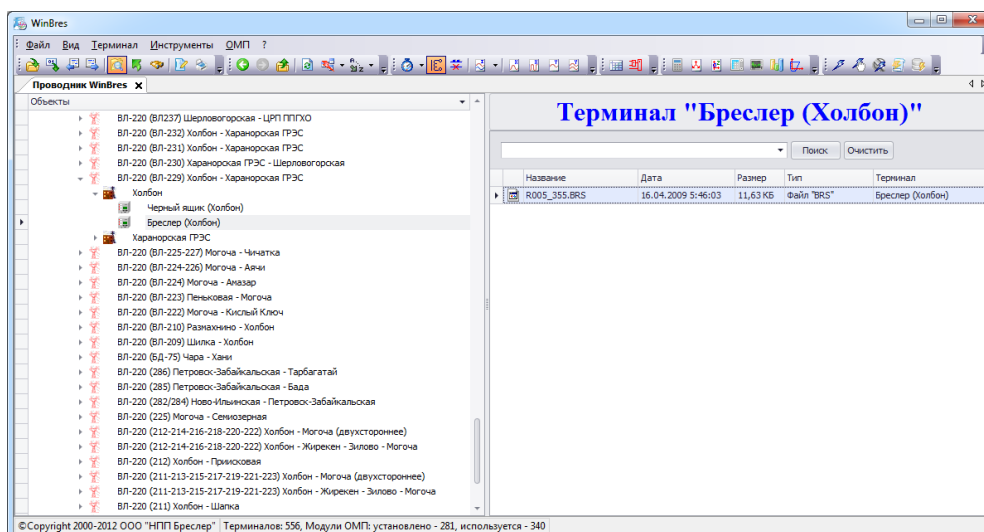 WinBres
Файл Вид Терминал Инструменты ОМП ?
Проводник WinBres X
Объекты
ВЛ-220 (ВЛ237) Шерловогорская - ЦРП ППГХО
ВЛ-220 (ВЛ-232) Холбон - Харанорская ГРЭС
ВЛ-220 (ВЛ-231) Холбон - Харанорская ГРЭС
ВЛ-220 (ВЛ-230) Харанорская ГРЭС - Шерловогорская
ВЛ-220 (ВЛ-229) Холбон - Харанорская ГРЭС
Холбон
Черный ящик (Холбон)
Бреслер (Холбон)
Харанорская ГРЭС
ВЛ-220 (ВЛ-225-227) Могоча - Чичатка
ВЛ-220 (ВЛ-224-226) Могоча - Аячи
ВЛ-220 (ВЛ-224) Могоча - Амазар
ВЛ-220 (ВЛ-223) Пеньковая - Могоча
ВЛ-220 (ВЛ-222) Могоча - Кислый Ключ
ВЛ-220 (ВЛ-210) Размахнино - Холбон
ВЛ-220 (ВЛ-209) Шилка - Холбон
ВЛ-220 (БД-75) Чара - Хани
ВЛ-220 (286) Петровск-Забайкальская - Тарбагатай
ВЛ-220 (285) Петровск-Забайкальская - Бада
ВЛ-220 (282/284) Ново-Ильинская - Петровск-Забайкальская
ВЛ-220 (225) Могоча - Семиозерная
ВЛ-220 (212-214-216-218-220-222) Холбон - Могоча (двухстороннее)
ВЛ-220 (212-214-216-218-220-222) Холбон - Жирекен - Зилово - Могоча
ВЛ-220 (212) Холбон - Приисковая
ВЛ-220 (211-213-215-217-219-221-223) Холбон - Могоча (двухстороннее)
ВЛ-220 (211-213-215-217-219-221-223) Холбон - Жирекен - Зилово - Могоча
ВЛ-220 (211) Холбон - Шапка
Терминал "Бреслер (Холбон)"
Поиск Очистить
Название Дата Размер Тип Терминал
R005_355.BRS 16.04.2009 5:46:03 11,63 КБ Файл "BRS" Бреслер (Холбон)
©Copyright 2000-2012 ООО "НПП Бреслер" Терминалов: 556, Модули ОМП: установлено - 281, используется - 340